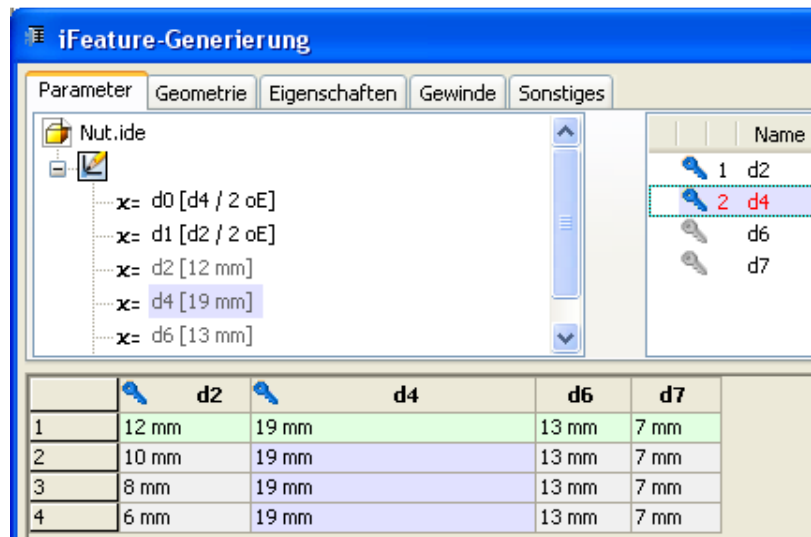 iFeature-Generierung
Parameter Geometrie Eigenschaften Gewinde Sonstiges
Nut.ide
x= d0 [d4 / 2 oE]
x= d1 [d2 / 2 oE]
x= d2 [12 mm]
x= d4 [19 mm]
x= d6 [13 mm]
Name
1 d2
2 d4
d6
d7
d2 d4 d6 d7
1 12 mm 19 mm 13 mm 7 mm
2 10 mm 19 mm 13 mm 7 mm
3 8 mm 19 mm 13 mm 7 mm
4 6 mm 19 mm 13 mm 7 mm